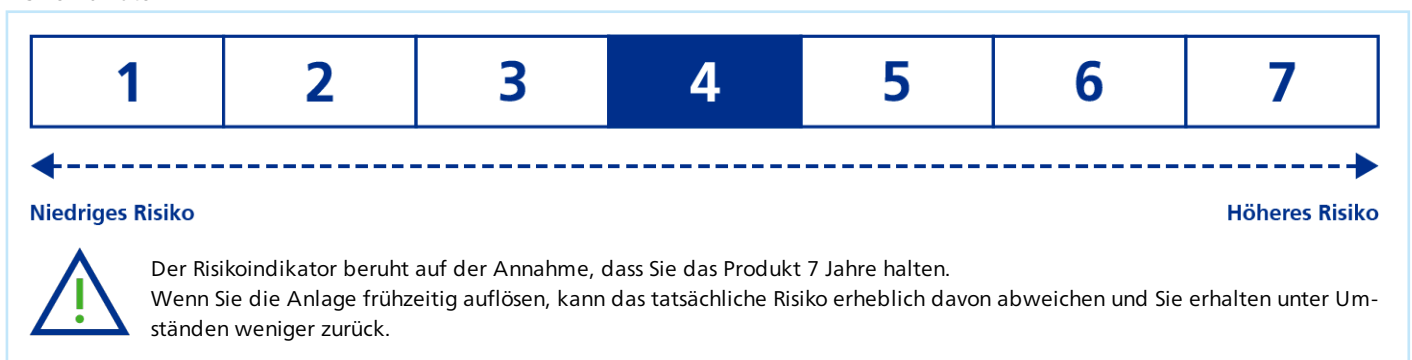 1 2 3 4 5 6 7
Niedriges Risiko Höheres Risiko
Der Risikoindikator beruht auf der Annahme, dass Sie das Produkt 7 Jahre halten.
Wenn Sie die Anlage frühzeitig auflösen, kann das tatsächliche Risiko erheblich davon abweichen und Sie erhalten unter Um-
ständen weniger zurück.